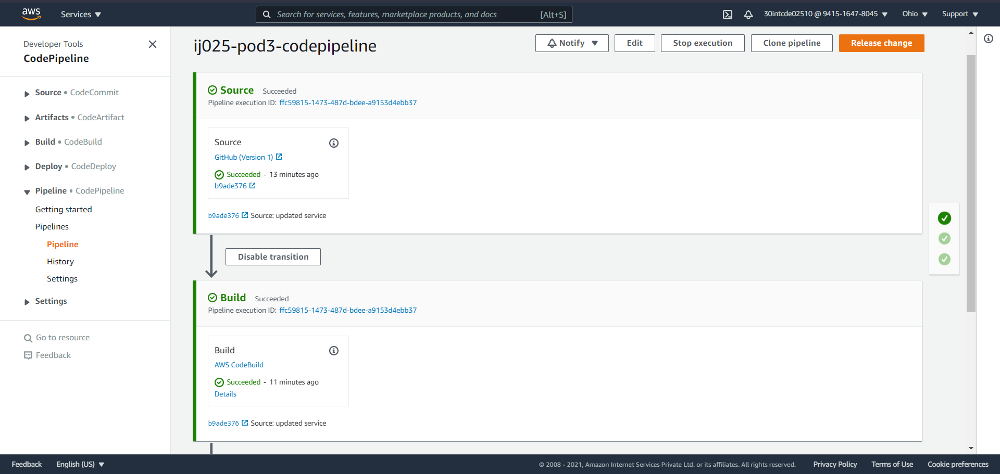 aws
Services
Search for services, features, marketplace products, and docs [Alt+S]
30intcde02510 @ 9415-1647-8045
Ohio
Support
Developer Tools
CodePipeline
Source • CodeCommit
Artifacts • CodeArtifact
Build • CodeBuild
Deploy • CodeDeploy
Pipeline • CodePipeline
Getting started
Pipelines
Pipeline
History
Settings
Settings
Go to resource
Feedback
ij025-pod3-codepipeline
Notify
Edit
Stop execution
Clone pipeline
Release change
Source Succeeded
Pipeline execution ID: ffc59815-1473-487d-bdee-a9153d4ebb37
Source
GitHub (Version 1)
Succeeded - 13 minutes ago
b9ade376
b9ade376 Source: updated service
Disable transition
Build Succeeded
Pipeline execution ID: ffc59815-1473-487d-bdee-a9153d4ebb37
Build
AWS CodeBuild
Succeeded - 11 minutes ago
Details
b9ade376 Source: updated service
Feedback
English (US)
© 2008 - 2021, Amazon Internet Services Private Ltd. or its affiliates. All rights reserved.
Privacy Policy
Terms of Use
Cookie preferences